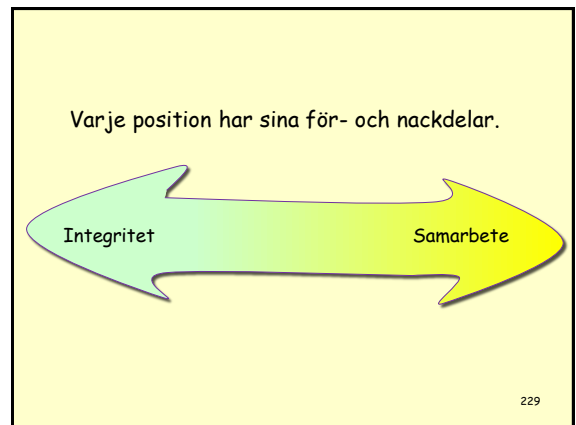 Varje position har sina för- och nackdelar.
Integritet
Samarbete
229